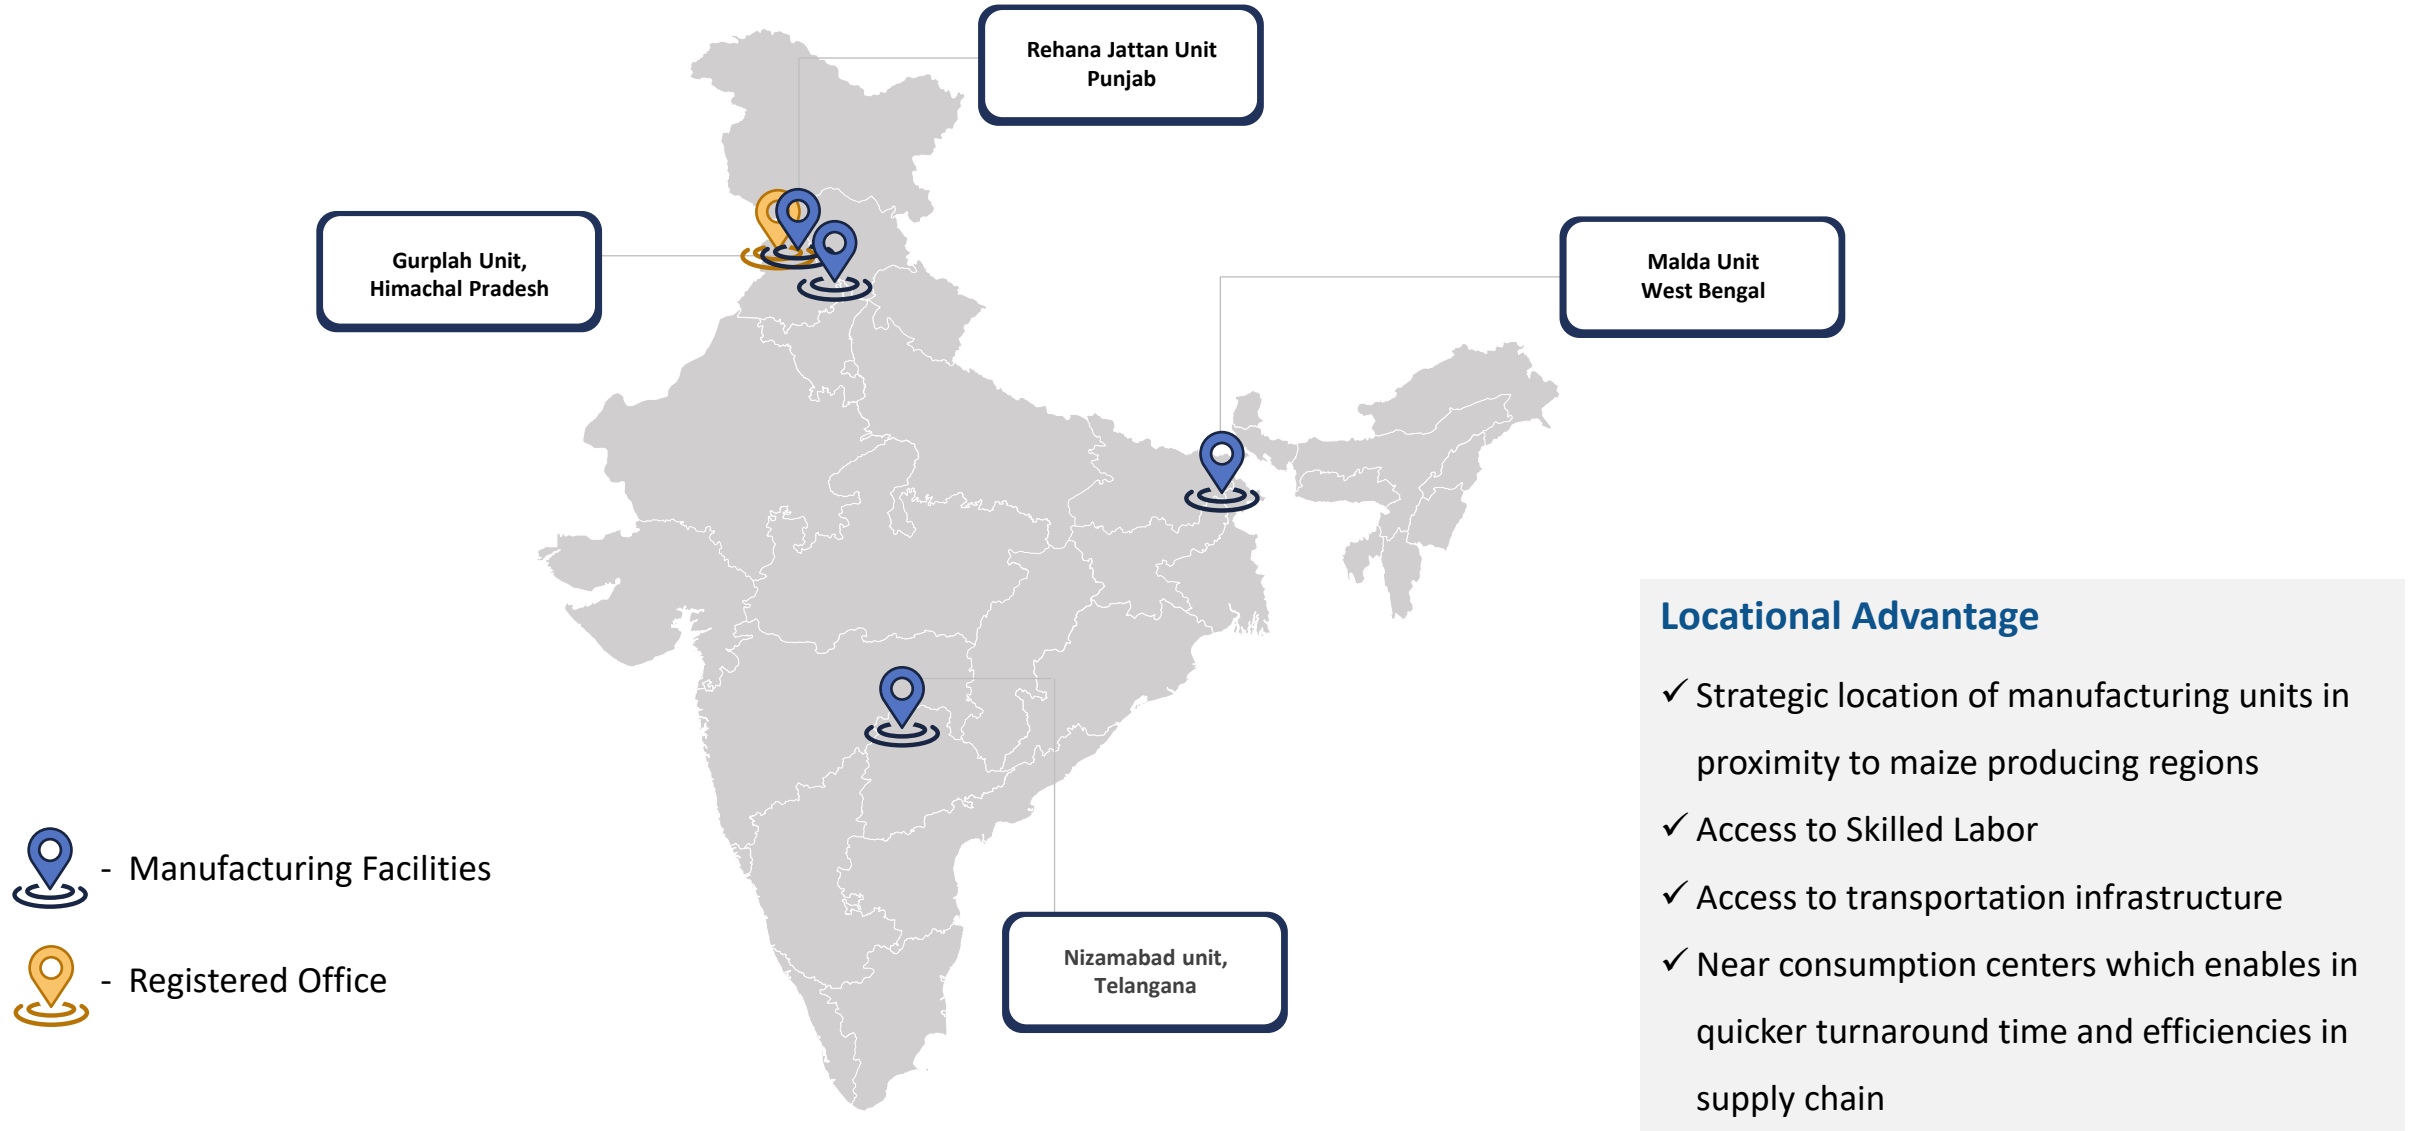 Rehana Jattan Unit
Punjab
Gurplah Unit,
Himachal Pradesh
Malda Unit
West Bengal
Nizamabad unit,
Telangana
- Manufacturing Facilities
- Registered Office
Locational Advantage
✓ Strategic location of manufacturing units in
proximity to maize producing regions
✓ Access to Skilled Labor
✓ Access to transportation infrastructure
✓ Near consumption centers which enables in
quicker turnaround time and efficiencies in
supply chain